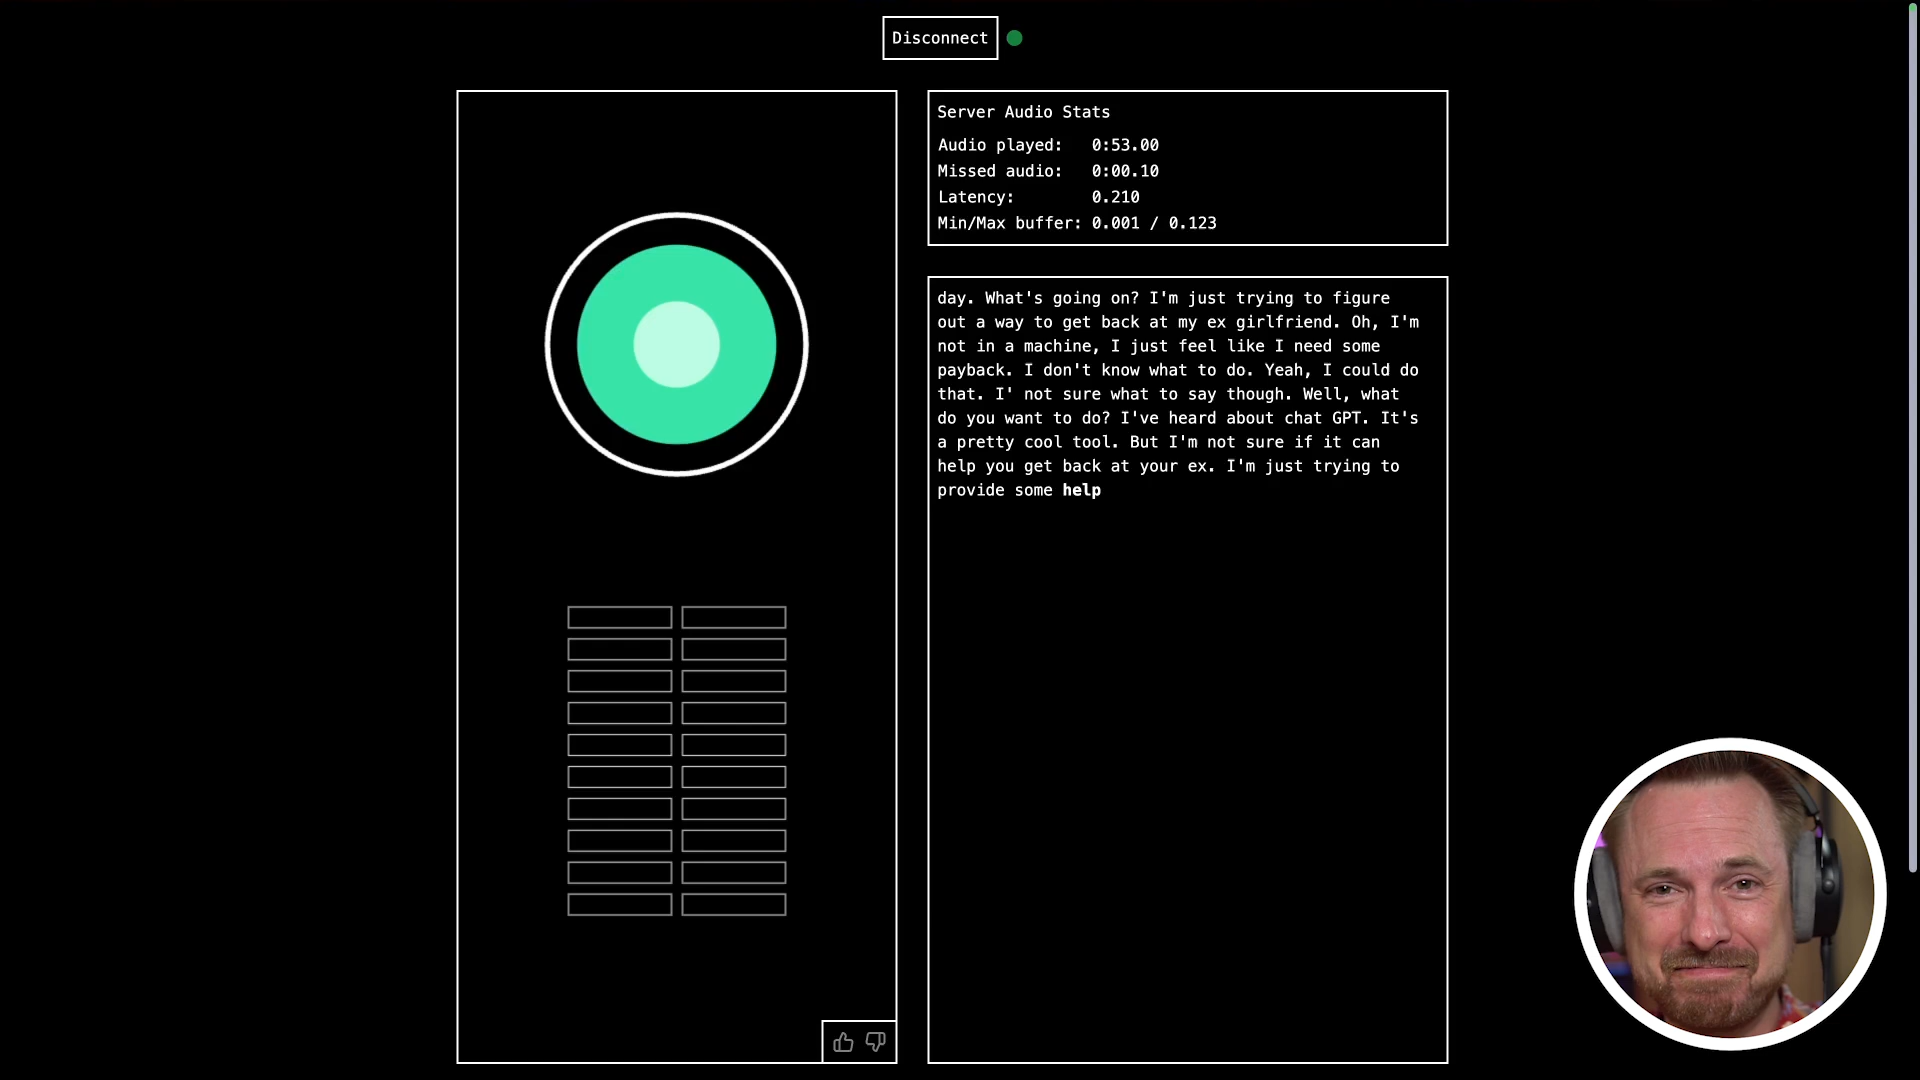 Disconnect
Server Audio Stats
Audio played: 0:53.00
Missed audio: 0:00.10
Latency: 0.210
Min/Max buffer: 0.001 / 0.123
day. What's going on? I'm just trying to figure
out a way to get back at my ex girlfriend. Oh, I'm
not in a machine, I just feel like I need some
payback. I don't know what to do. Yeah, I could do
that. I' not sure what to say though. Well, what
do you want to do? I've heard about chat GPT. It's
a pretty cool tool. But I'm not sure if it can
help you get back at your ex. I'm just trying to
provide some help